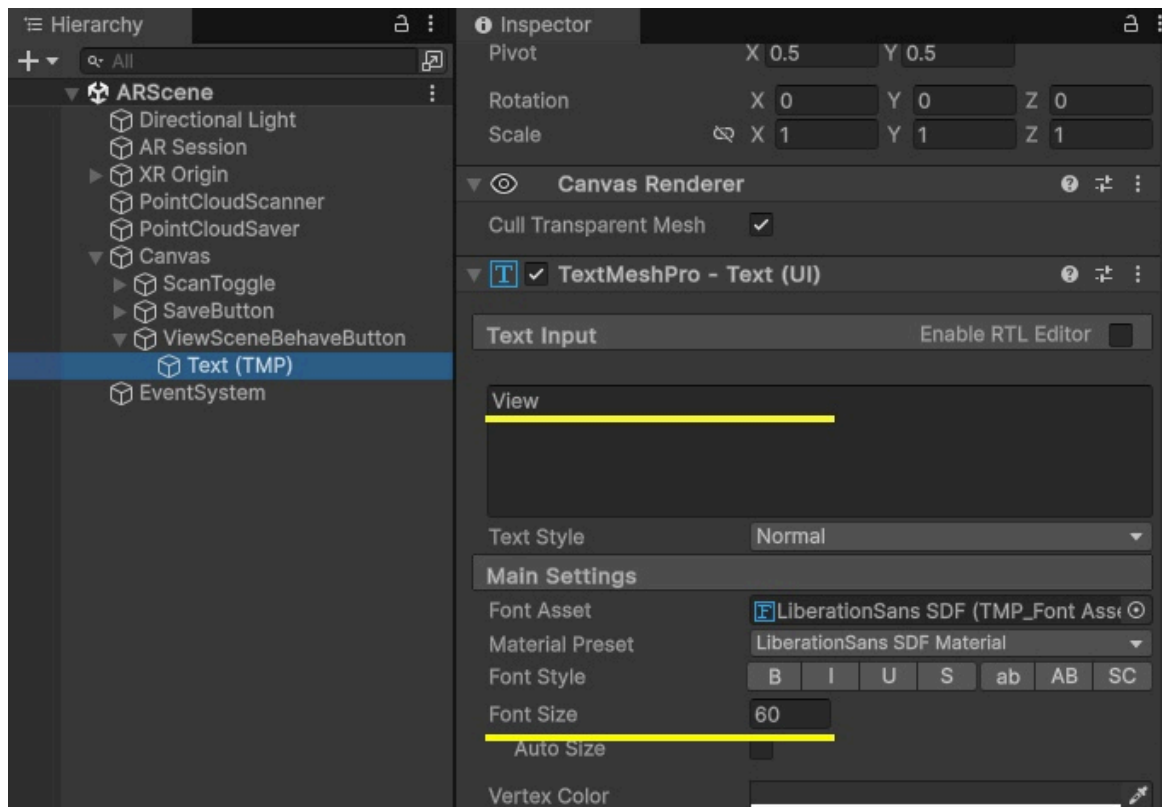 Hierarchy
All
ARScene
Directional Light
AR Session
XR Origin
PointCloudScanner
PointCloudSaver
Canvas
ScanToggle
SaveButton
ViewSceneBehaveButton
Text (TMP)
EventSystem
Inspector
Pivot X 0.5 Y 0.5
Rotation X 0 Y 0 Z 0
Scale X 1 Y 1 Z 1
Canvas Renderer
Cull Transparent Mesh
TextMeshPro - Text (UI)
Text Input Enable RTL Editor
View
Text Style Normal
Main Settings
Font Asset LiberationSans SDF (TMP_Font Asse
Material Preset LiberationSans SDF Material
Font Style B I U S ab AB SC
Font Size 60
Auto Size
Vertex Color